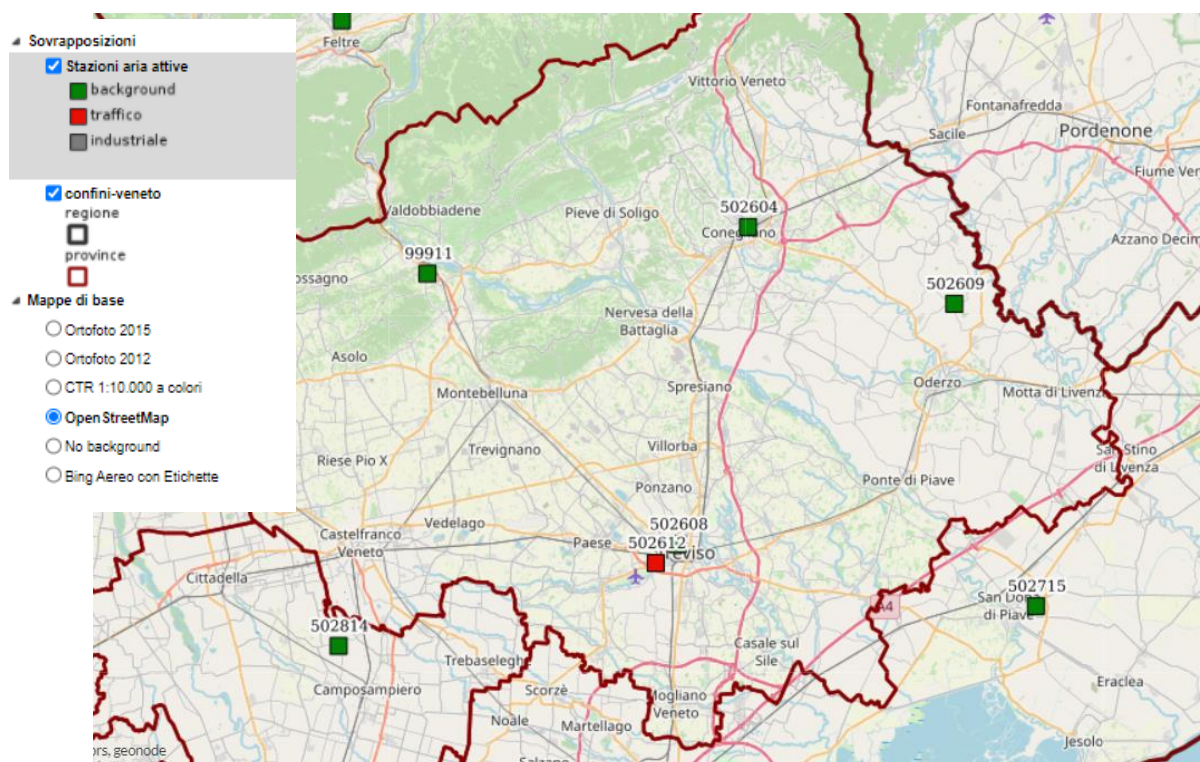 Sovrapposizioni
Stazioni aria attive
background
traffico
industriale
confini-veneto
regione
province
Mappe di base
Ortofoto 2015
Ortofoto 2012
CTR 1:10.000 a colori
OpenStreetMap
No background
Bing Aereo con Etichette
Feltre
Vittorio Veneto
Fontanafredda
Sacile
Pordenone
Fiume Ver
Valdobbiadene
Pieve di Soligo
502604
Conegliano
Azzano Decim
99911
ossagno
502609
Nervesa della
Battaglia
Asolo
Montebelluna
Spresiano
Oderzo
Motta di Livenza
Riese Pio X
Trevignano
Villorba
San Stino
di Livenza
Ponzano
Ponte di Piave
Castelfranco
Veneto
Vedelago
Paese
502608
502612
Treviso
Cittadella
502715
San Donà
di Piave
A4
502814
Trebaseleghe
Casale sul
Sile
Camposampiero
Scorzè
Mogliano
Veneto
Eraclea
Noale
Martellago
Jesolo
Salzano
ors, geonode